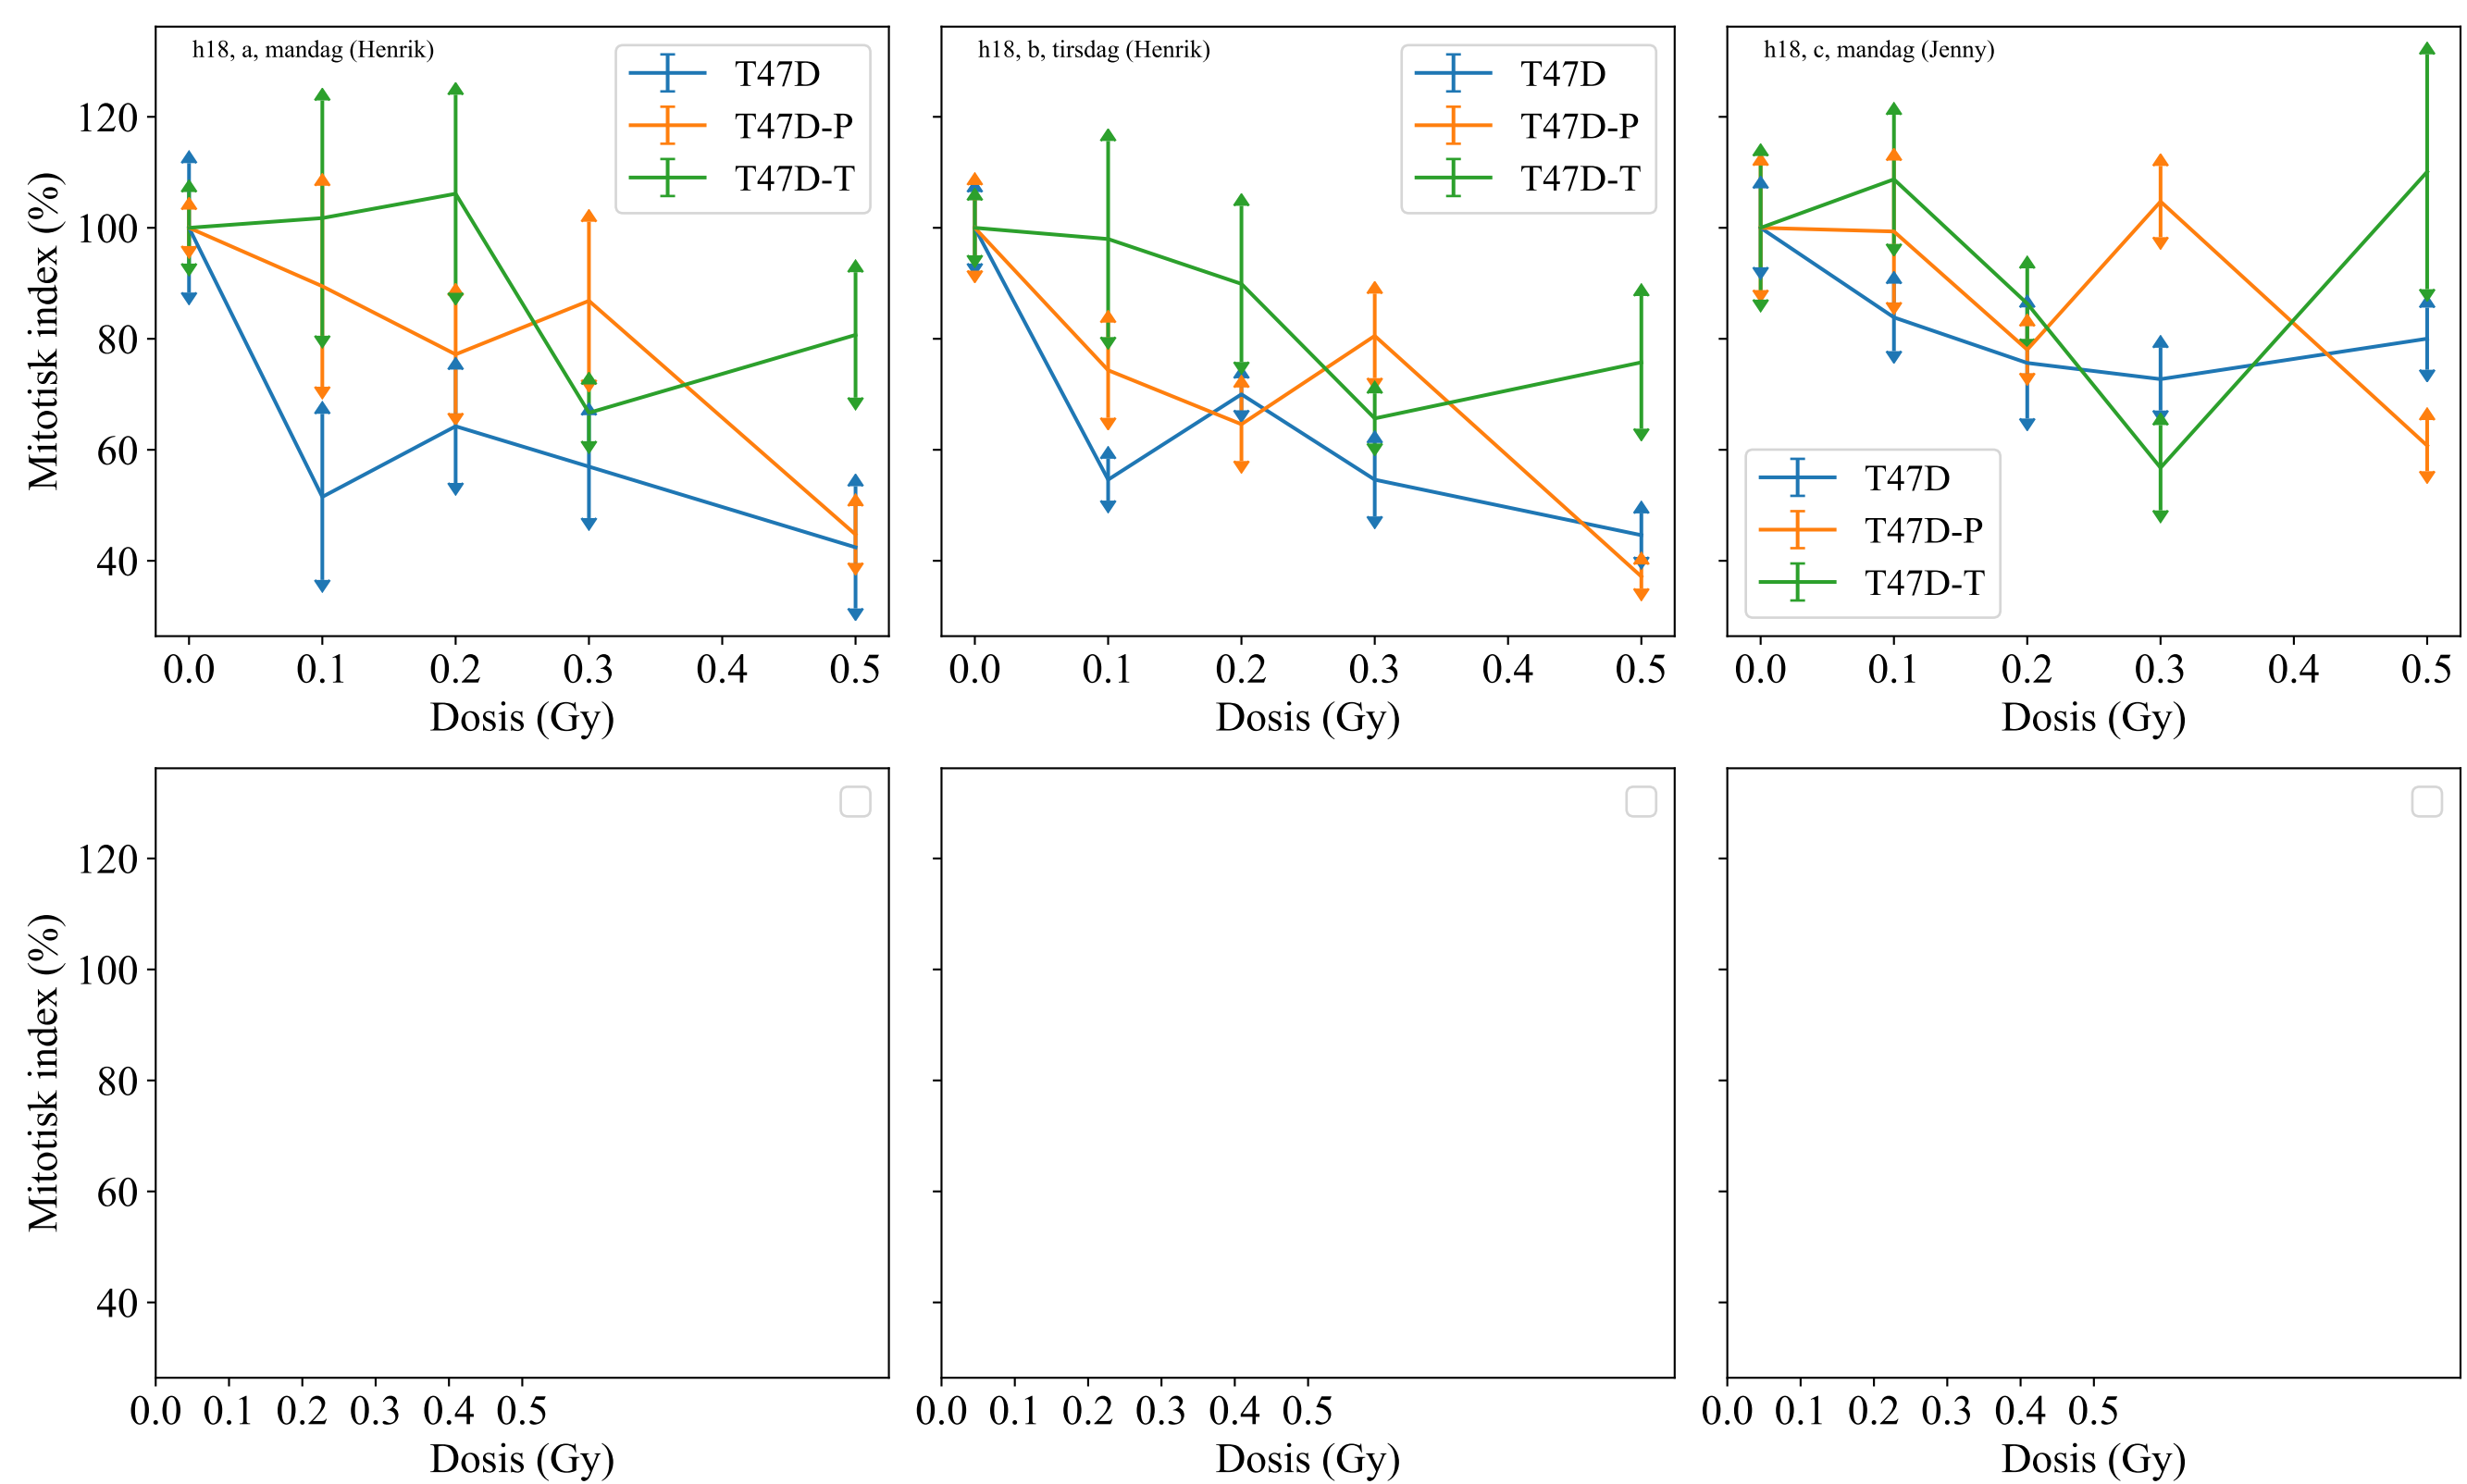 h18, a, mandag (Henrik)
T47D
T47D-P
T47D-T
120
100
80
60
40
Mitotisk index (%)
0.0 0.1 0.2 0.3 0.4 0.5
Dosis (Gy)
h18, b, tirsdag (Henrik)
T47D
T47D-P
T47D-T
0.0 0.1 0.2 0.3 0.4 0.5
Dosis (Gy)
h18, c, mandag (Jenny)
T47D
T47D-P
T47D-T
0.0 0.1 0.2 0.3 0.4 0.5
Dosis (Gy)
120
100
80
60
40
Mitotisk index (%)
0.0 0.1 0.2 0.3 0.4 0.5
Dosis (Gy)
0.0 0.1 0.2 0.3 0.4 0.5
Dosis (Gy)
0.0 0.1 0.2 0.3 0.4 0.5
Dosis (Gy)